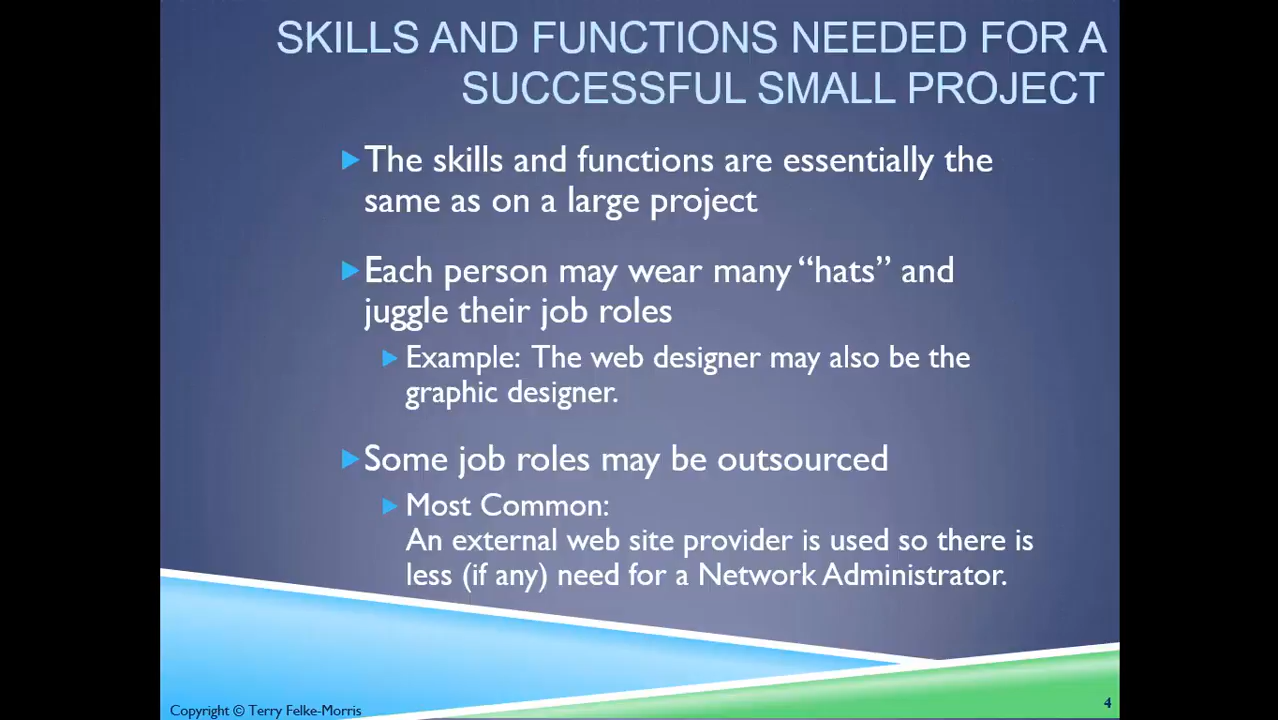 SKILLS AND FUNCTIONS NEEDED FOR A
SUCCESSFUL SMALL PROJECT
The skills and functions are essentially the
same as on a large project
Each person may wear many “hats” and
juggle their job roles
Example: The web designer may also be the
graphic designer.
Some job roles may be outsourced
Most Common:
An external web site provider is used so there is
less (if any) need for a Network Administrator.
Copyright © Terry Felke-Morris
4